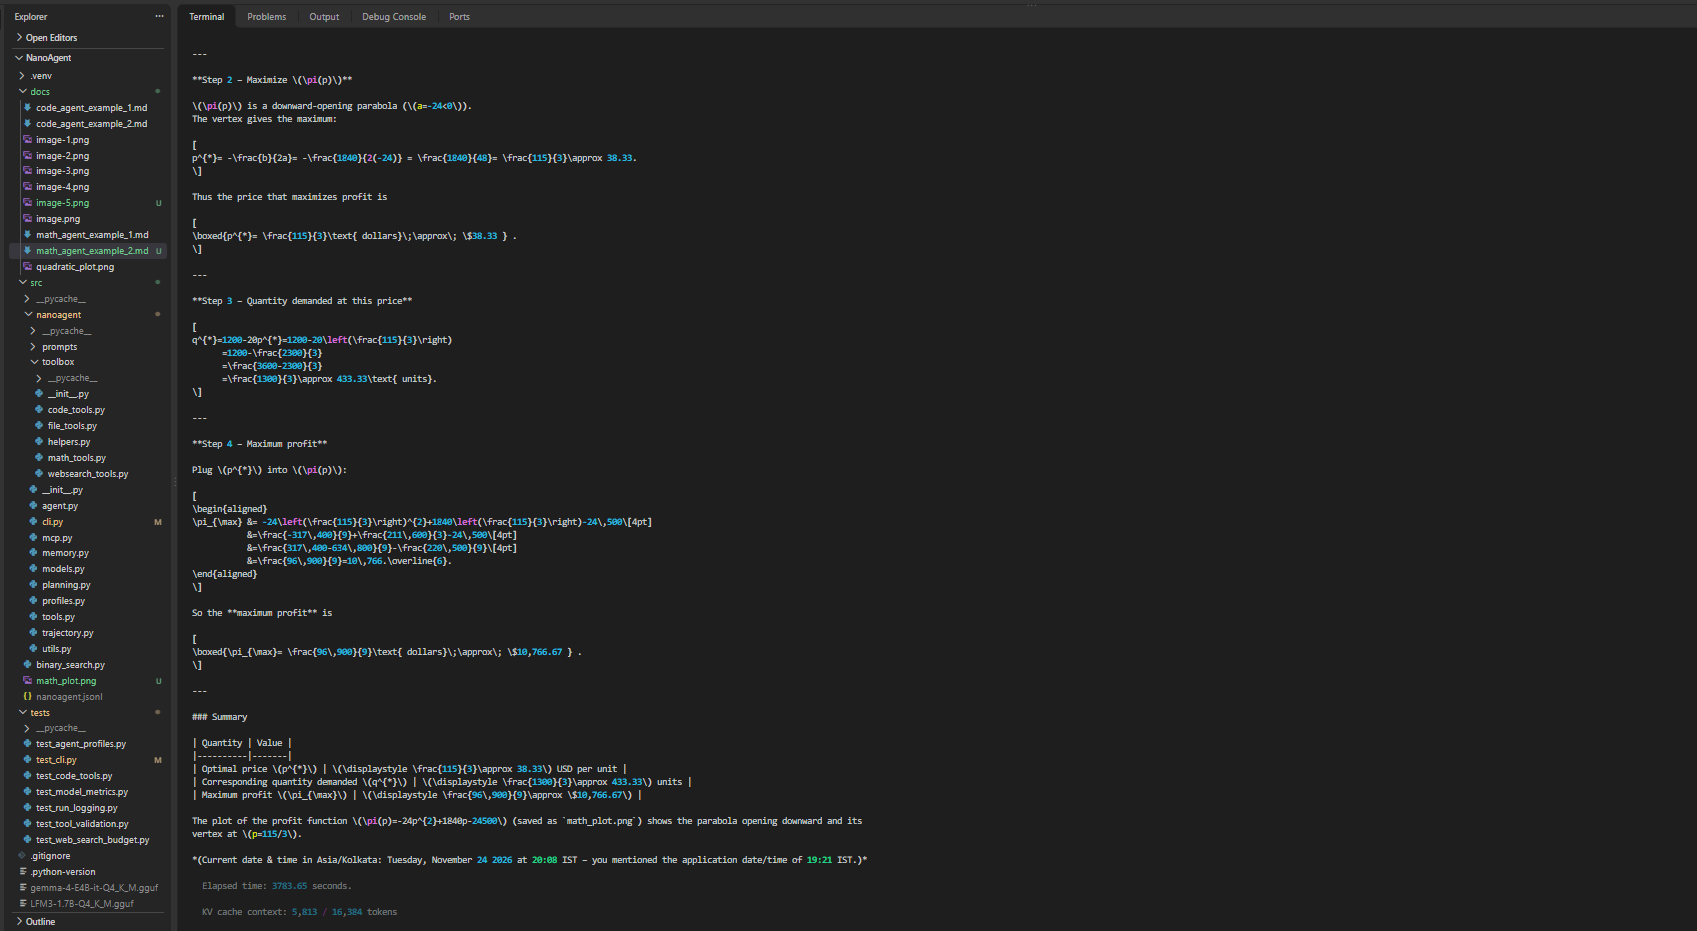 Explorer
···
Open Editors
NanoAgent
.venv
docs
code_agent_example_1.md
code_agent_example_2.md
image-1.png
image-2.png
image-3.png
image-4.png
image-5.png U
image.png
math_agent_example_1.md
math_agent_example_2.md U
quadratic_plot.png
src
__pycache__
nanoagent
__pycache__
prompts
toolbox
__pycache__
__init__.py
code_tools.py
file_tools.py
helpers.py
math_tools.py
websearch_tools.py
__init__.py
agent.py
cli.py M
mcp.py
memory.py
models.py
planning.py
profiles.py
tools.py
trajectory.py
utils.py
binary_search.py
math_plot.png U
{} nanoagent.jsonl
tests
__pycache__
test_agent_profiles.py
test_cli.py M
test_code_tools.py
test_model_metrics.py
test_run_logging.py
test_tool_validation.py
test_web_search_budget.py
.gitignore
.python-version
gemma-4-E4B-it-Q4_K_M.gguf
LFM3-1.7B-Q4_K_M.gguf
Outline
Terminal Problems Output Debug Console Ports
---
**Step 2 – Maximize \(\pi(p)\)**
\(\pi(p)\) is a downward-opening parabola (\(a=-24<0\)).
The vertex gives the maximum:
[
p^{*}= -\frac{b}{2a}= -\frac{1840}{2(-24)} = \frac{1840}{48}= \frac{115}{3}\approx 38.33.
\]
Thus the price that maximizes profit is
[
\boxed{p^{*}= \frac{115}{3}\text{ dollars}\;\approx\; \$38.33 } .
\]
---
**Step 3 – Quantity demanded at this price**
[
q^{*}=1200-20p^{*}=1200-20\left(\frac{115}{3}\right)
=1200-\frac{2300}{3}
=\frac{3600-2300}{3}
=\frac{1300}{3}\approx 433.33\text{ units}.
\]
---
**Step 4 – Maximum profit**
Plug \(p^{*}\) into \(\pi(p)\):
[
\begin{aligned}
\pi_{\max} &= -24\left(\frac{115}{3}\right)^{2}+1840\left(\frac{115}{3}\right)-24\,500\[4pt]
&=\frac{-317\,400}{9}+\frac{211\,600}{3}-24\,500\[4pt]
&=\frac{317\,400-634\,800}{9}-\frac{220\,500}{9}\[4pt]
&=\frac{96\,900}{9}=10\,766.\overline{6}.
\end{aligned}
\]
So the **maximum profit** is
[
\boxed{\pi_{\max}= \frac{96\,900}{9}\text{ dollars}\;\approx\; \$10,766.67 } .
\]
---
### Summary
| Quantity | Value |
|----------|-------|
| Optimal price \(p^{*}\) | \(\displaystyle \frac{115}{3}\approx 38.33\) USD per unit |
| Corresponding quantity demanded \(q^{*}\) | \(\displaystyle \frac{1300}{3}\approx 433.33\) units |
| Maximum profit \(\pi_{\max}\) | \(\displaystyle \frac{96\,900}{9}\approx \$10,766.67\) |
The plot of the profit function \(\pi(p)=-24p^{2}+1840p-24500\) (saved as `math_plot.png`) shows the parabola opening downward and its
vertex at \(p=115/3\).
*(Current date & time in Asia/Kolkata: Tuesday, November 24 2026 at 20:08 IST – you mentioned the application date/time of 19:21 IST.)*
Elapsed time: 3783.65 seconds.
KV cache context: 5,813 / 16,384 tokens